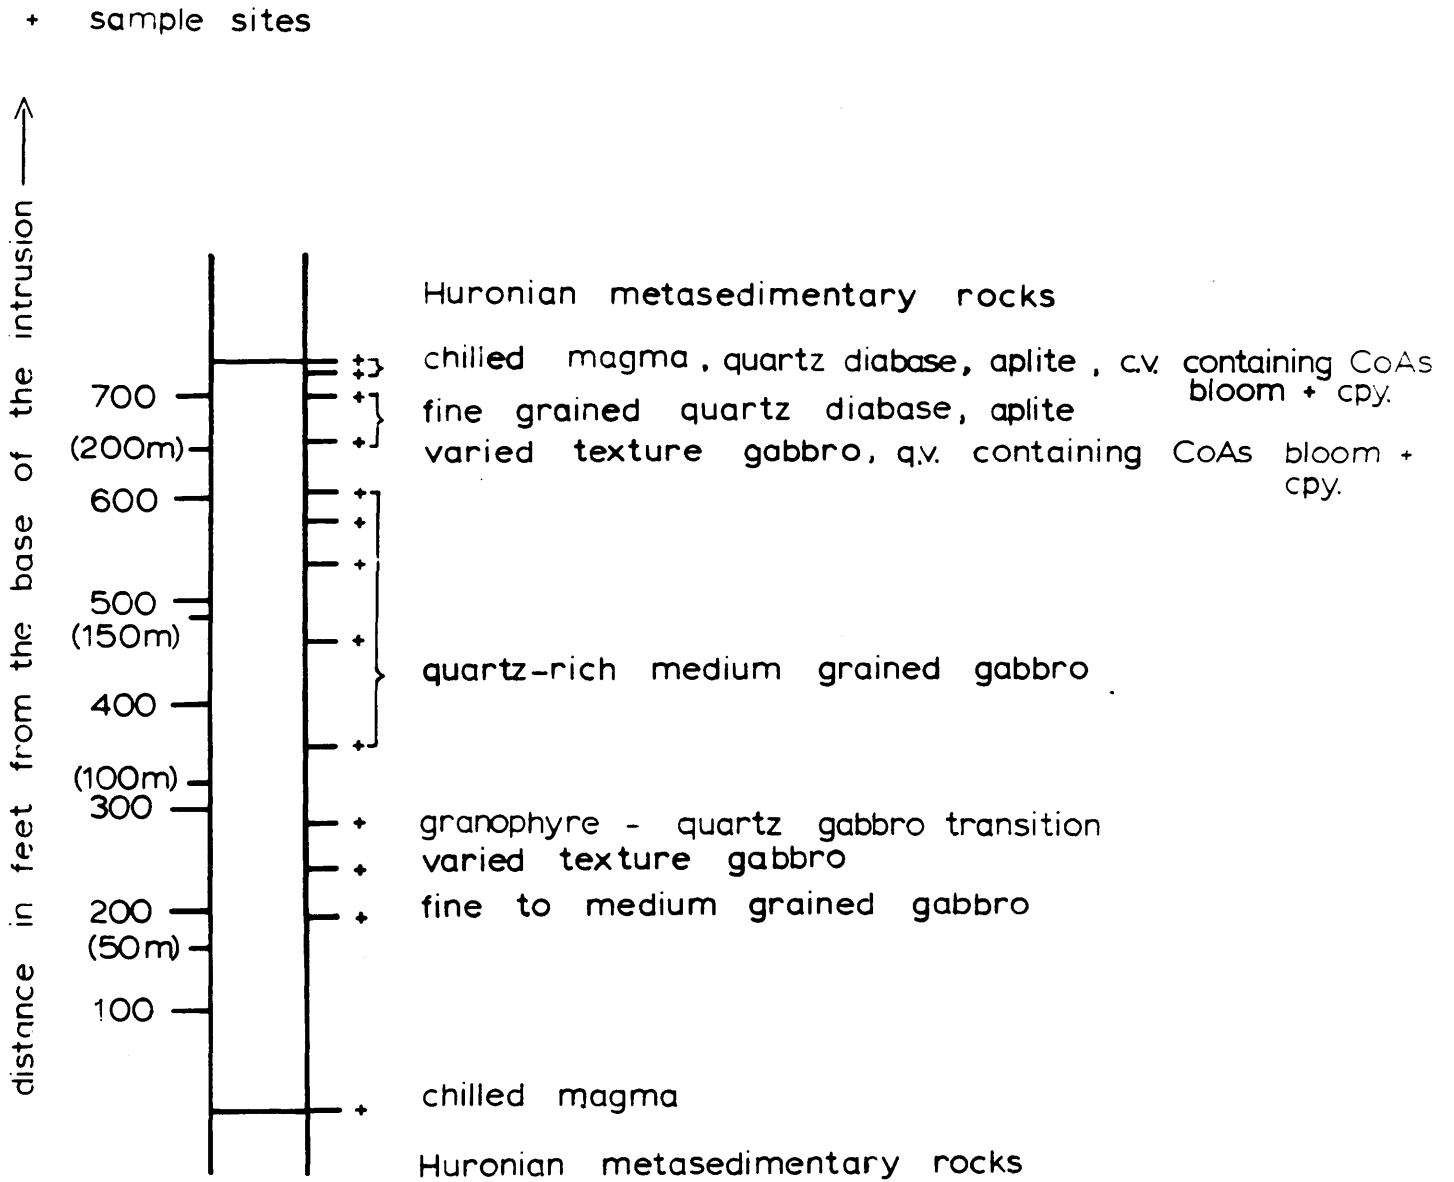 + sample sites
distance in feet from the base of the intrusion
Huronian metasedimentary rocks
chilled magma, quartz diabase, aplite, c.v. containing CoAs
bloom + cpy.
700
fine grained quartz diabase, aplite
(200m)
varied texture gabbro, q.v. containing CoAs bloom +
cpy.
600
500
(150m)
quartz-rich medium grained gabbro
400
(100m)
300
granophyre - quartz gabbro transition
varied texture gabbro
200
fine to medium grained gabbro
(50m)
100
chilled magma
Huronian metasedimentary rocks